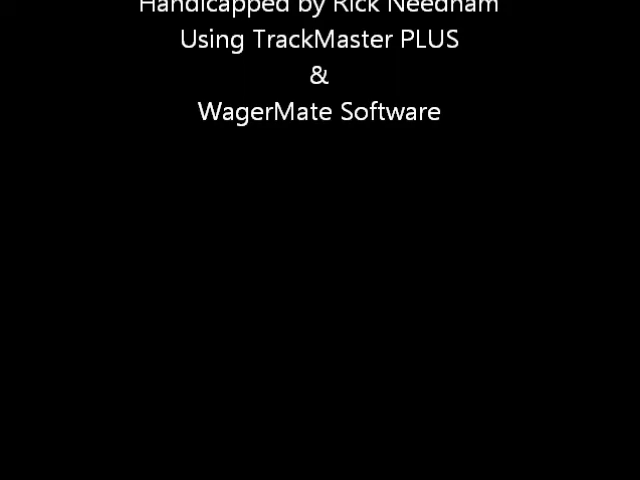 Handicapped by Rick Needham
Using TrackMaster PLUS
&
WagerMate Software